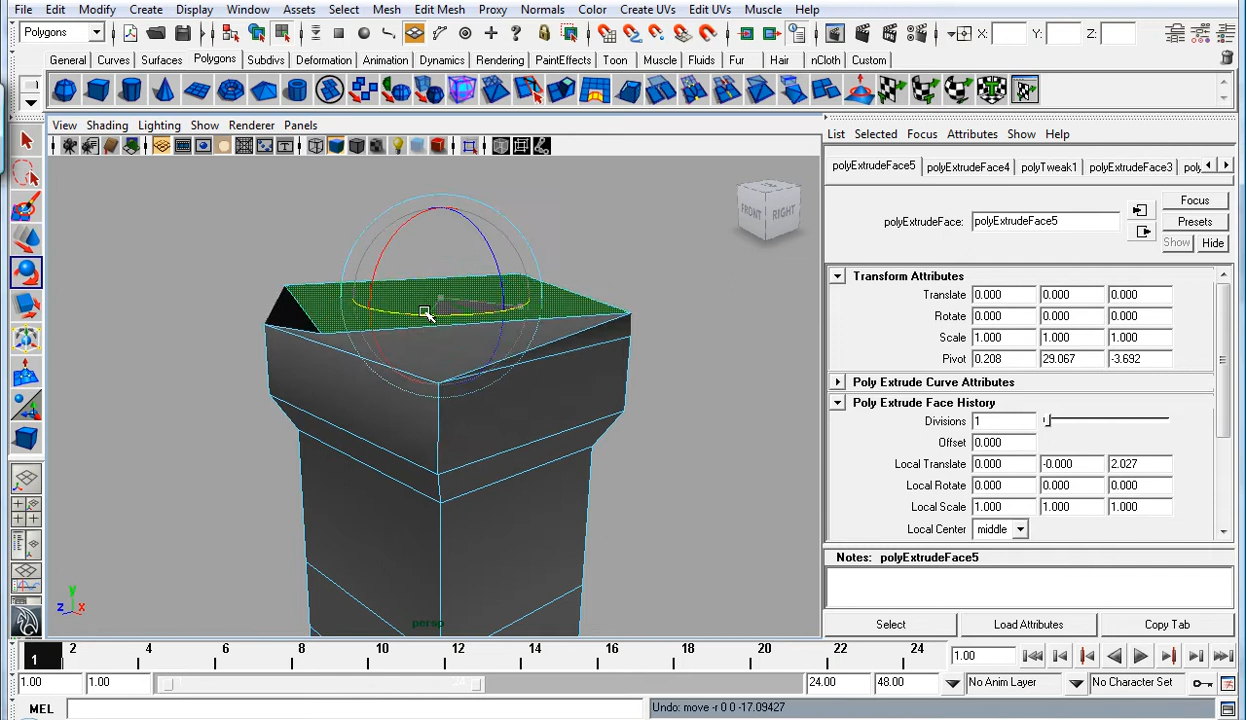 File Edit Modify Create Display Window Assets Select Mesh Edit Mesh Proxy Normals Color Create UVs Edit UVs Muscle Help
Polygons X: Y: Z:
General Curves Surfaces Polygons Subdivs Deformation Animation Dynamics Rendering PaintEffects Toon Muscle Fluids Fur Hair nCloth Custom
View Shading Lighting Show Renderer Panels
List Selected Focus Attributes Show Help
polyExtrudeFace5 polyExtrudeFace4 polyTweak1 polyExtrudeFace3
FRONT RIGHT
polyExtrudeFace: polyExtrudeFace5
Focus
Presets
Show Hide
Transform Attributes
Translate 0.000 0.000 0.000
Rotate 0.000 0.000 0.000
Scale 1.000 1.000 1.000
Pivot 0.208 29.067 -3.692
Poly Extrude Curve Attributes
Poly Extrude Face History
Divisions 1
Offset 0.000
Local Translate 0.000 -0.000 2.027
Local Rotate 0.000 0.000 0.000
Local Scale 1.000 1.000 1.000
Local Center middle
Notes: polyExtrudeFace5
y
z x
persp
Select Load Attributes Copy Tab
1 2 4 6 8 10 12 14 16 18 20 22 24 1.00
1.00 1.00 24.00 48.00 No Anim Layer No Character Set
MEL Undo: move -r 0 0 -17.09427